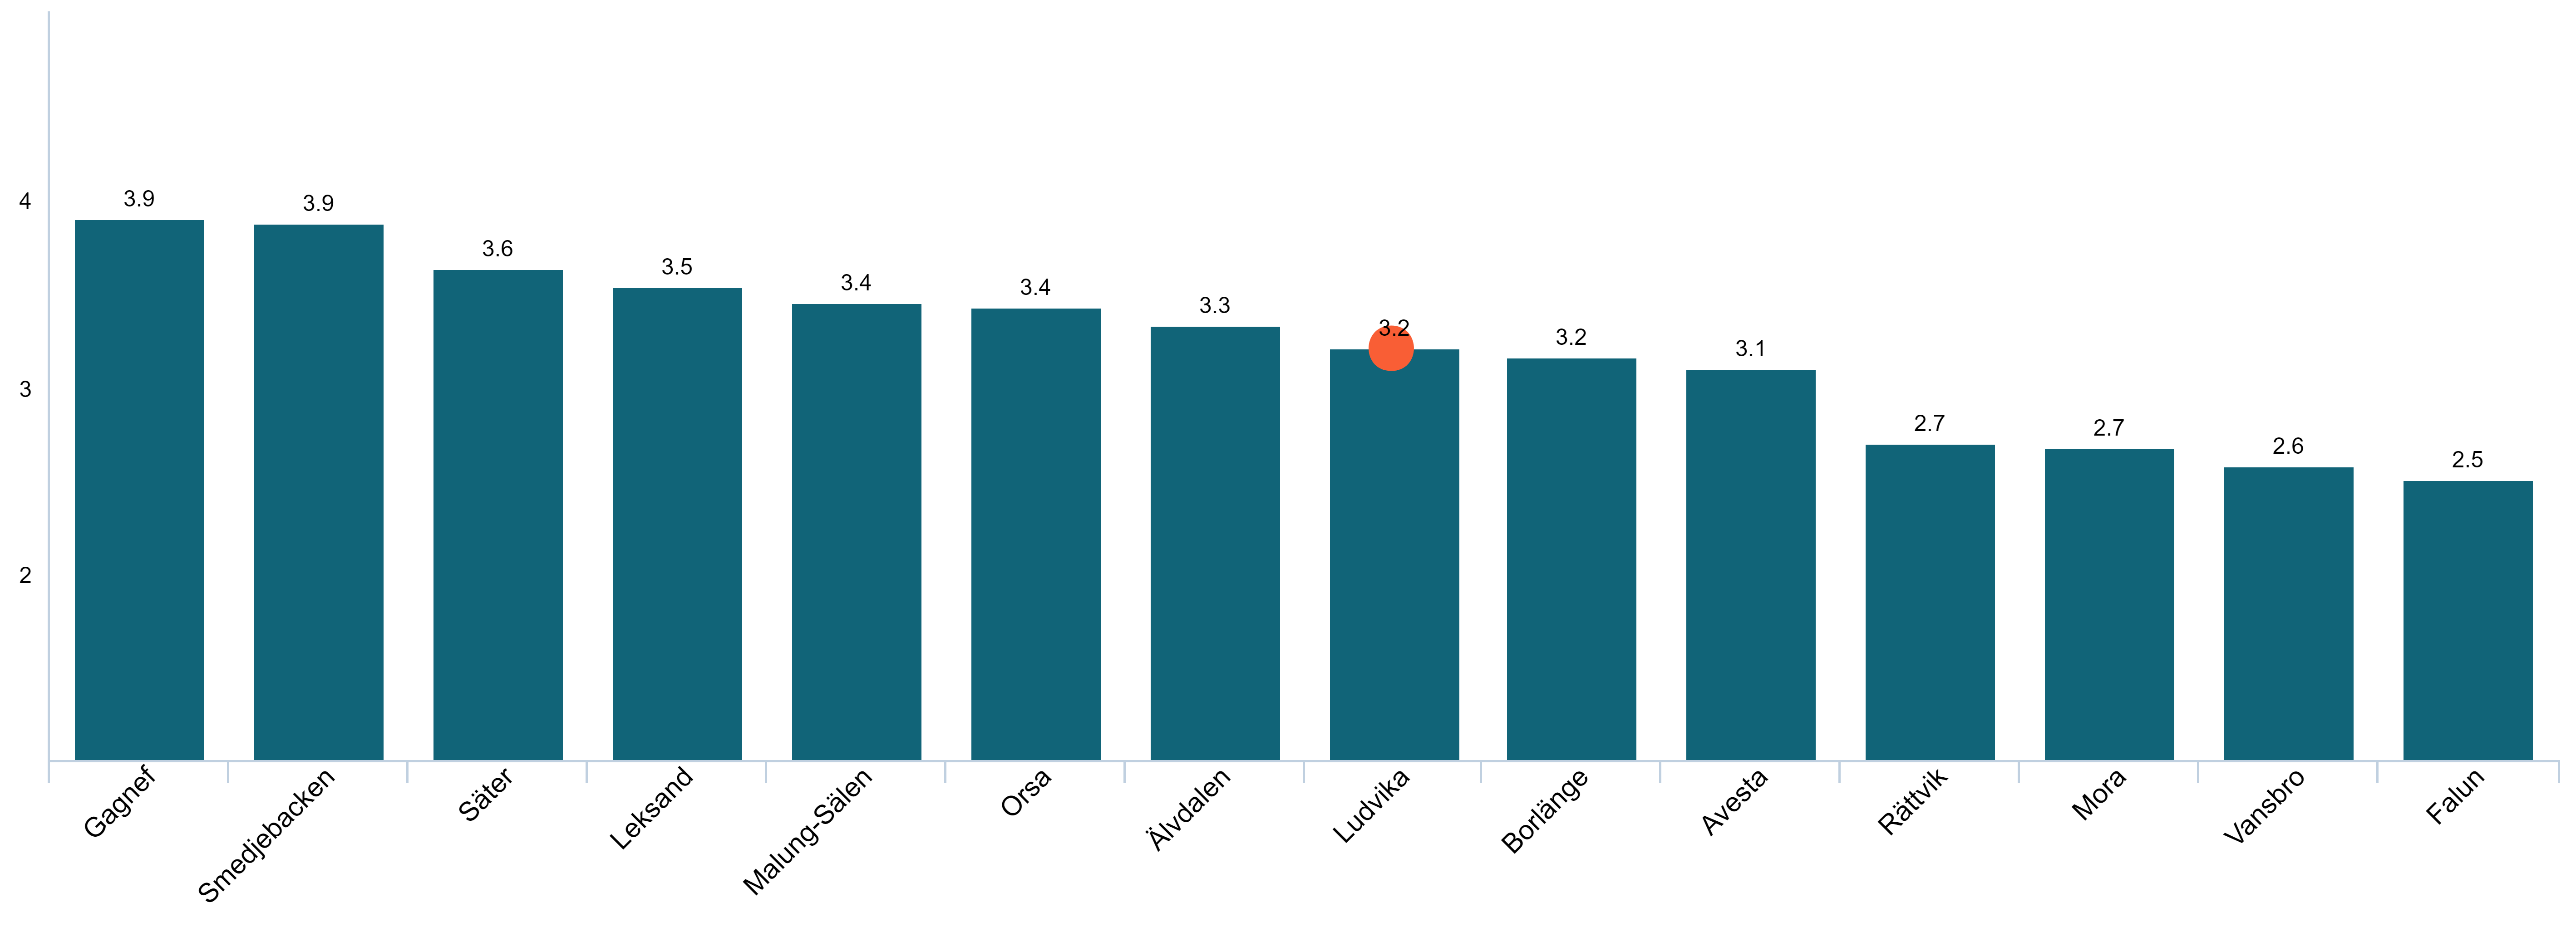 4
3
2
3.9
3.9
3.6
3.5
3.4
3.4
3.3
3.2
3.2
3.1
2.7
2.7
2.6
2.5
Gagnef
Smedjebacken
Säter
Leksand
Malung-Sälen
Orsa
Älvdalen
Ludvika
Borlänge
Avesta
Rättvik
Mora
Vansbro
Falun